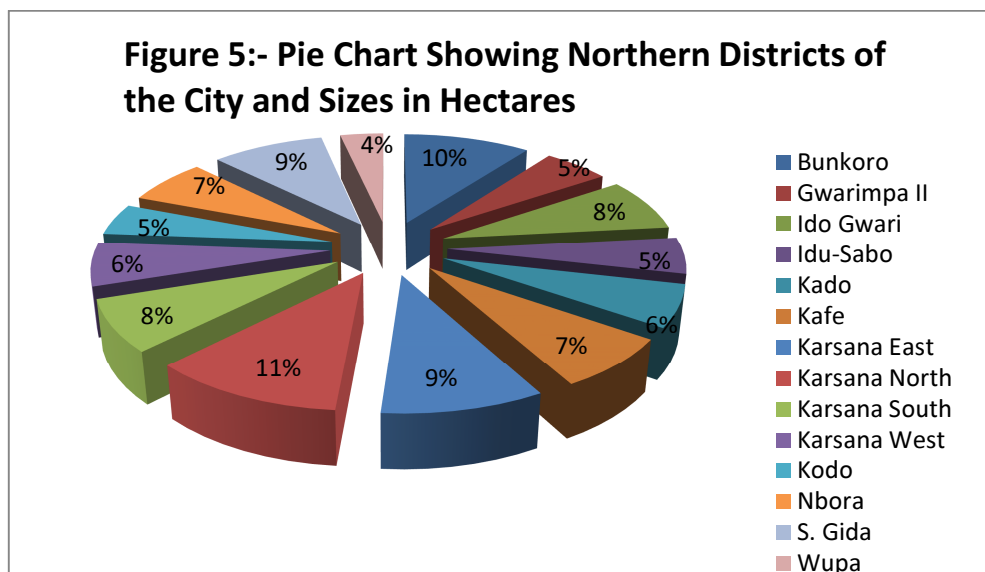 Figure 5:- Pie Chart Showing Northern Districts of
the City and Sizes in Hectares
4%
10%
5%
8%
5%
6%
7%
9%
11%
8%
6%
5%
7%
9%
Bunkoro
Gwarimpa II
Ido Gwari
Idu-Sabo
Kado
Kafe
Karsana East
Karsana North
Karsana South
Karsana West
Kodo
Nbora
S. Gida
Wupa